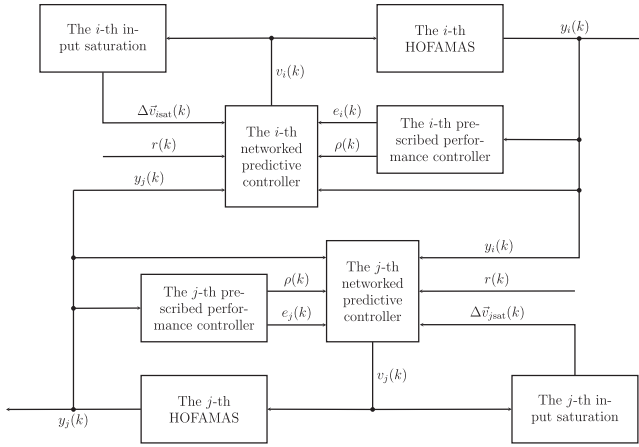 The i-th in-
put saturation
The i-th
HOFAMAS
y_i(k)
v_i(k)
Δv⃗_{isat}(k)
r(k)
y_j(k)
The i-th
networked
predictive
controller
e_i(k)
ρ(k)
The i-th pre-
scribed perfor-
mance controller
The j-th pre-
scribed perfor-
mance controller
ρ(k)
e_j(k)
The j-th
networked
predictive
controller
y_i(k)
r(k)
Δv⃗_{jsat}(k)
v_j(k)
y_j(k)
The j-th
HOFAMAS
The j-th in-
put saturation